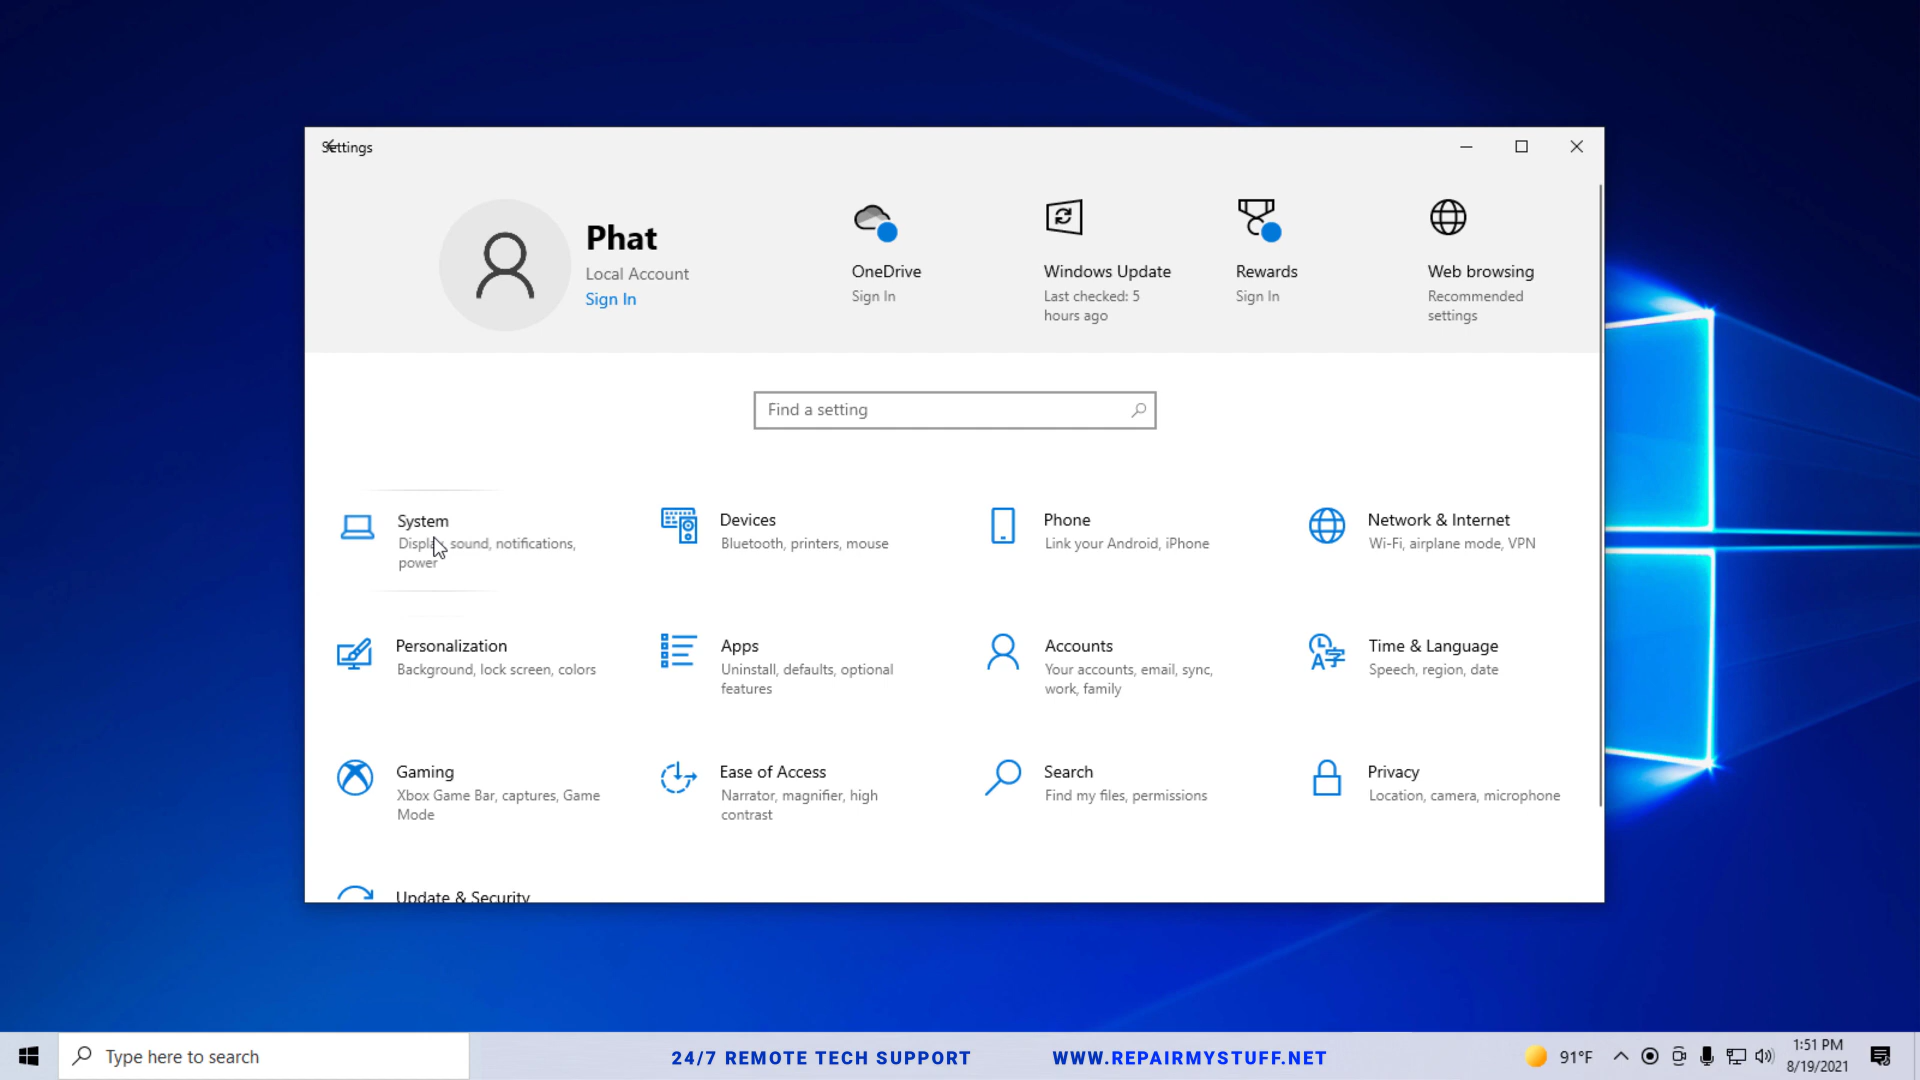 Settings
Phat
Local Account
Sign In
OneDrive
Sign In
Windows Update
Last checked: 5
hours ago
Rewards
Sign In
Web browsing
Recommended
settings
Find a setting
System
Display, sound, notifications,
power
Devices
Bluetooth, printers, mouse
Phone
Link your Android, iPhone
Network & Internet
Wi-Fi, airplane mode, VPN
Personalization
Background, lock screen, colors
Apps
Uninstall, defaults, optional
features
Accounts
Your accounts, email, sync,
work, family
Time & Language
Speech, region, date
Gaming
Xbox Game Bar, captures, Game
Mode
Ease of Access
Narrator, magnifier, high
contrast
Search
Find my files, permissions
Privacy
Location, camera, microphone
Update & Security
Type here to search
24/7 REMOTE TECH SUPPORT
WWW.REPAIRMYSTUFF.NET
91°F
1:51 PM
8/19/2021